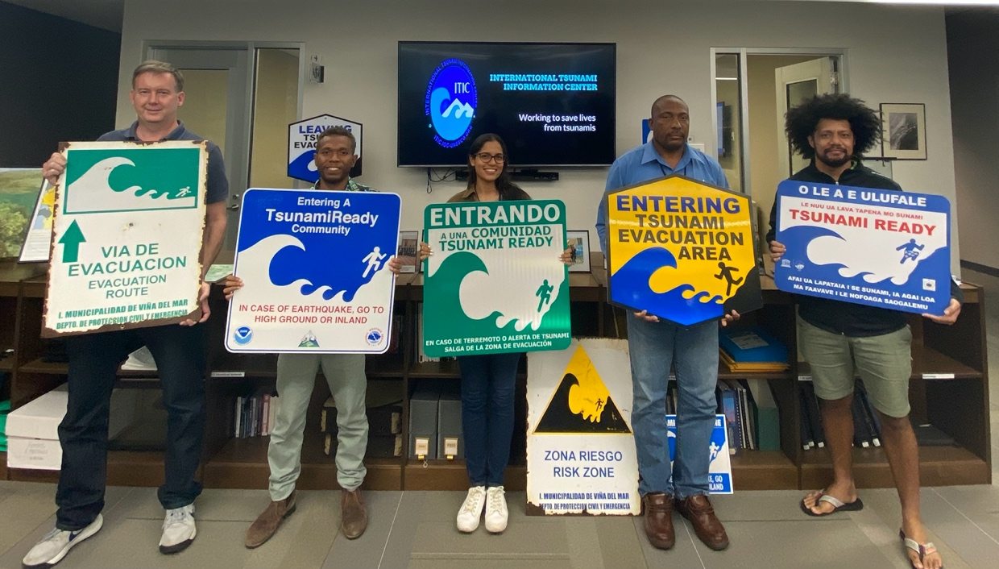 INTERNATIONAL TSUNAMI
INFORMATION CENTER
Working to save lives
from tsunamis
ITIC
LEAVING
VIA DE
EVACUACION
EVACUATION
ROUTE
I. MUNICIPALIDAD DE VIÑA DEL MAR
DEPTO. DE PROTECCIÓN CIVIL Y EMERGENCIA
Entering A
TsunamiReady
Community
IN CASE OF EARTHQUAKE, GO TO
HIGH GROUND OR INLAND
ENTRANDO
A UNA COMUNIDAD
TSUNAMI READY
EN CASO DE TERREMOTO O ALERTA DE TSUNAMI
SALGA DE LA ZONA DE EVACUACIÓN
ENTERING
TSUNAMI
EVACUATION
AREA
O LE A E ULUFALE
LE NUU UA LAVA TAPENA MO SUNAMI
TSUNAMI READY
AFAI UA LAPATAIA I SE SUNAMI, IA AGAI LOA
MA FAAVAVE I LE NOFOAGA SAOGALEMU
ZONA RIESGO
RISK ZONE
I. MUNICIPALIDAD DE VIÑA DEL MAR
DEPTO. DE PROTECCIÓN CIVIL Y EMERGENCIA